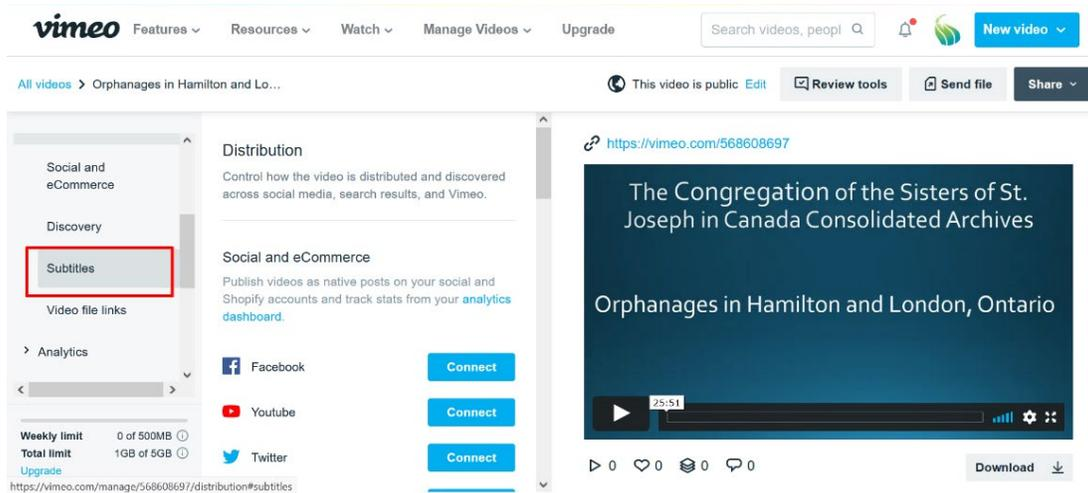 vimeo Features Resources Watch Manage Videos Upgrade Search videos, peopl New video
All videos > Orphanages in Hamilton and Lo... This video is public Edit Review tools Send file Share
Social and
eCommerce
Discovery
Subtitles
Video file links
> Analytics
Weekly limit 0 of 500MB
Total limit 1GB of 5GB
Upgrade
https://vimeo.com/manage/568608697/distribution#subtitles
Distribution
Control how the video is distributed and discovered
across social media, search results, and Vimeo.
Social and eCommerce
Publish videos as native posts on your social and
Shopify accounts and track stats from your analytics
dashboard.
Facebook Connect
Youtube Connect
Twitter Connect
https://vimeo.com/568608697
The Congregation of the Sisters of St.
Joseph in Canada Consolidated Archives
Orphanages in Hamilton and London, Ontario
25:51
0 0 0 0 Download